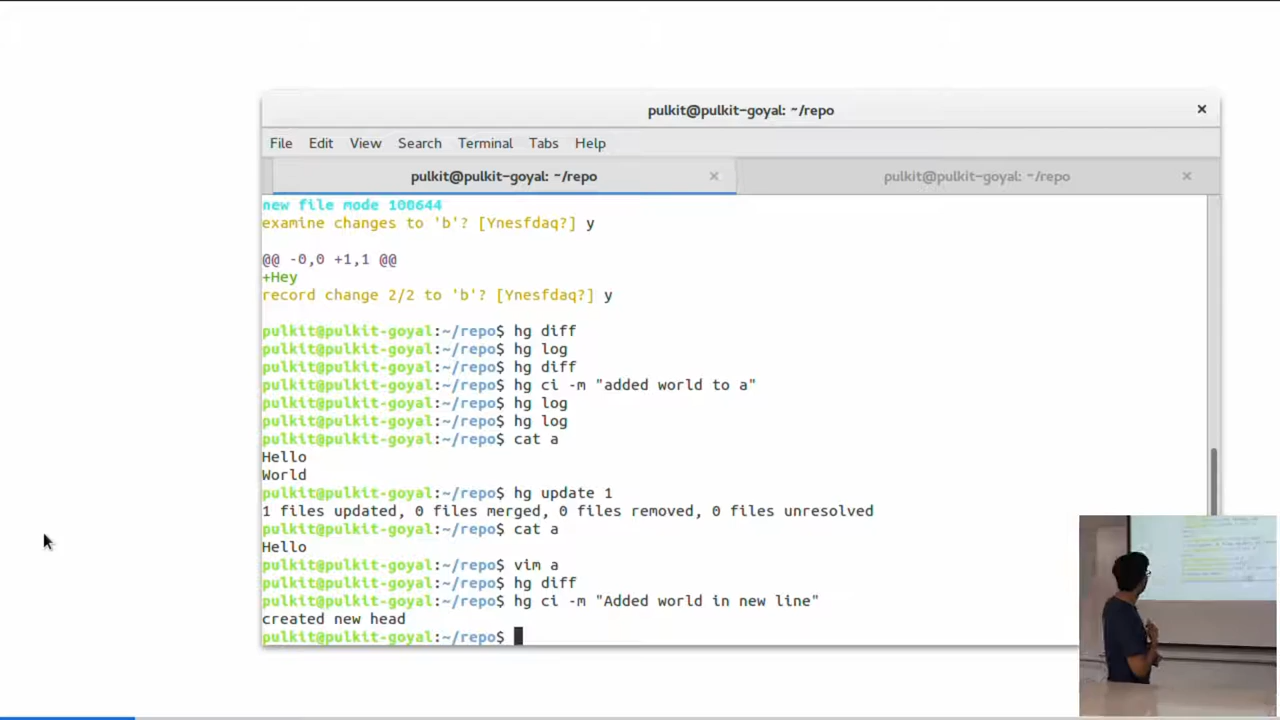 pulkit@pulkit-goyal: ~/repo
File Edit View Search Terminal Tabs Help
pulkit@pulkit-goyal: ~/repo
pulkit@pulkit-goyal: ~/repo
new file mode 100644
examine changes to 'b'? [Ynesfdaq?] y
@@ -0,0 +1,1 @@
+Hey
record change 2/2 to 'b'? [Ynesfdaq?] y
pulkit@pulkit-goyal:~/repo$ hg diff
pulkit@pulkit-goyal:~/repo$ hg log
pulkit@pulkit-goyal:~/repo$ hg diff
pulkit@pulkit-goyal:~/repo$ hg ci -m "added world to a"
pulkit@pulkit-goyal:~/repo$ hg log
pulkit@pulkit-goyal:~/repo$ hg log
pulkit@pulkit-goyal:~/repo$ cat a
Hello
World
pulkit@pulkit-goyal:~/repo$ hg update 1
1 files updated, 0 files merged, 0 files removed, 0 files unresolved
pulkit@pulkit-goyal:~/repo$ cat a
Hello
pulkit@pulkit-goyal:~/repo$ vim a
pulkit@pulkit-goyal:~/repo$ hg diff
pulkit@pulkit-goyal:~/repo$ hg ci -m "Added world in new line"
created new head
pulkit@pulkit-goyal:~/repo$